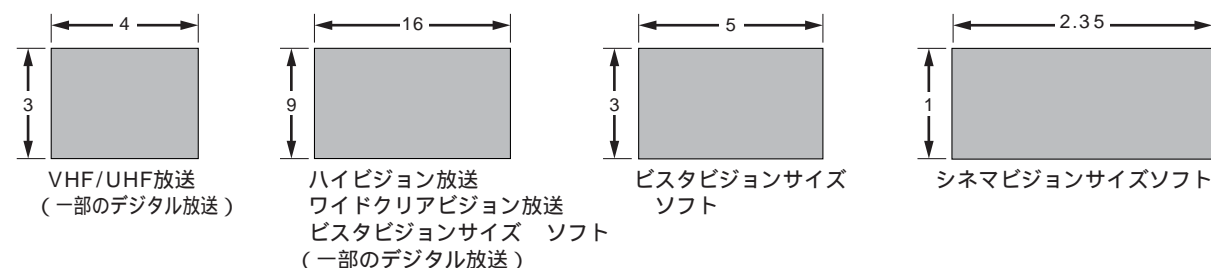 4
3
VHF/UHF放送
(一部のデジタル放送)
16
9
ハイビジョン放送
ワイドクリアビジョン放送
ビスタビジョンサイズ　ソフト
(一部のデジタル放送)
5
3
ビスタビジョンサイズ
ソフト
2.35
1
シネマビジョンサイズソフト